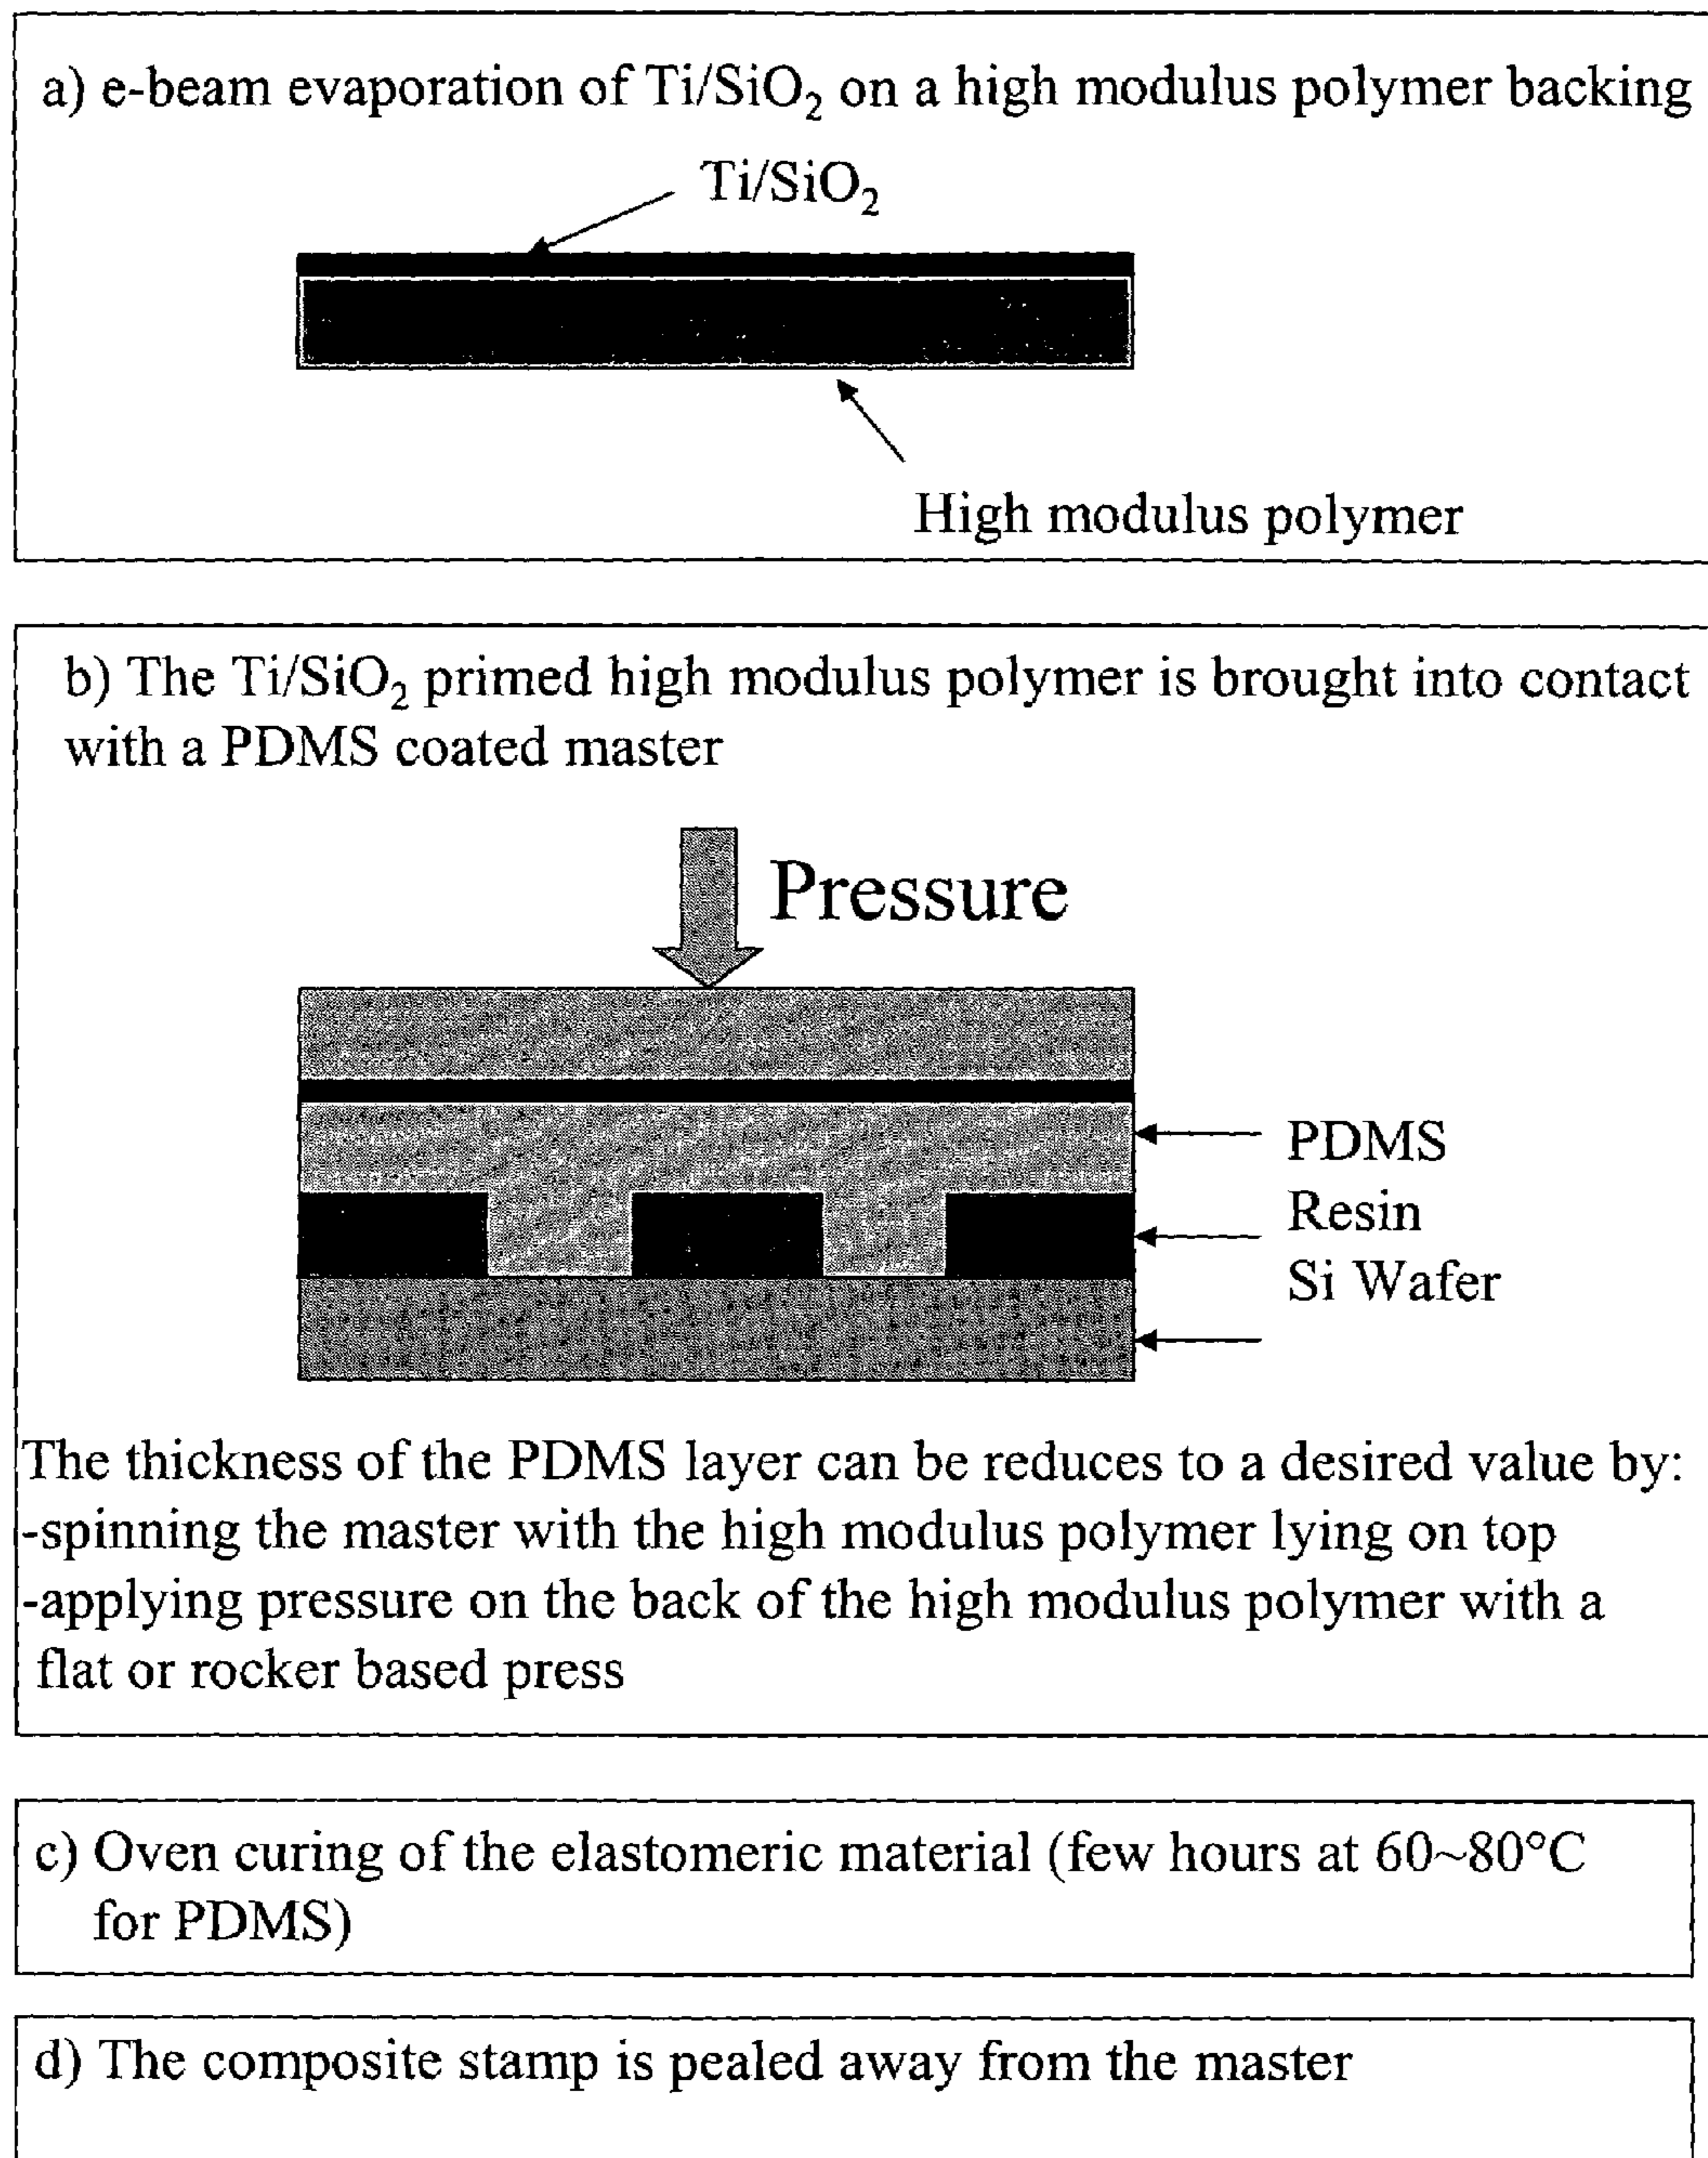 a) e-beam evaporation of Ti/SiO₂ on a high modulus polymer backing
Ti/SiO₂
High modulus polymer
b) The Ti/SiO₂ primed high modulus polymer is brought into contact
with a PDMS coated master
Pressure
PDMS
Resin
Si Wafer
The thickness of the PDMS layer can be reduces to a desired value by:
-spinning the master with the high modulus polymer lying on top
-applying pressure on the back of the high modulus polymer with a
flat or rocker based press
c) Oven curing of the elastomeric material (few hours at 60~80°C
for PDMS)
d) The composite stamp is pealed away from the master